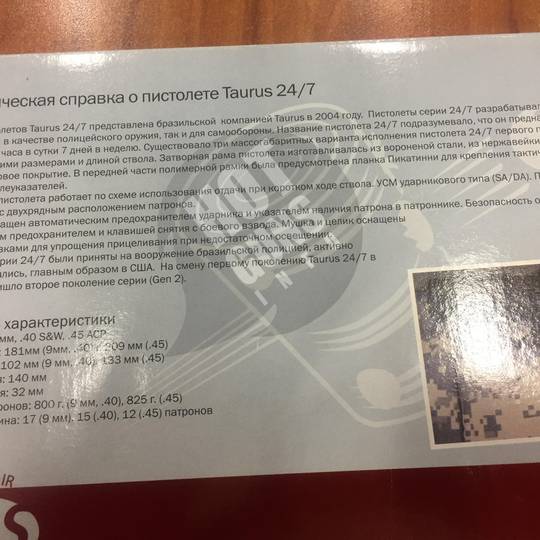 ческая справка о пистолете Taurus 24/7
летов Taurus 24/7 представлена бразильской компанией Taurus в 2004 году. Пистолеты серии 24/7 разрабатывал
в качестве полицейского оружия, так и для самообороны. Название пистолета 24/7 подразумевало, что он предна
часа в сутки 7 дней в неделю. Существовало три массогабаритных варианта исполнения пистолета 24/7 первого п
ими размерами и длиной ствола. Затворная рама пистолета изготавливалась из вороненой стали, из нержавейки
овое покрытие. В передней части полимерной рамки была предусмотрена планка Пикатинни для крепления тактич
леуказателей.
пистолета работает по схеме использования отдачи при коротком ходе ствола. УСМ ударникового типа (SA/DA). П
с двухрядным расположением патронов.
ащен автоматическим предохранителем ударника и указателем наличия патрона в патроннике. Безопасность о
м предохранителем и клавишей снятия с боевого взвода. Мушка и целик оснащены
вками для упрощения прицеливания при недостаточном освещении.
рии 24/7 были приняты на вооружение бразильской полицией, активно
лись, главным образом в США. На смену первому поколению Taurus 24/7 в
ишло второе поколение серии (Gen 2).
характеристики
мм, .40 S&W, .45 ACP
: 181мм (9мм, .40), 209 мм (.45)
102 мм (9 мм, .40), 133 мм (.45)
: 140 мм
я: 32 мм
ронов: 800 г. (9 мм, .40), 825 г. (.45)
ина: 17 (9 мм), 15 (.40), 12 (.45) патронов
IR